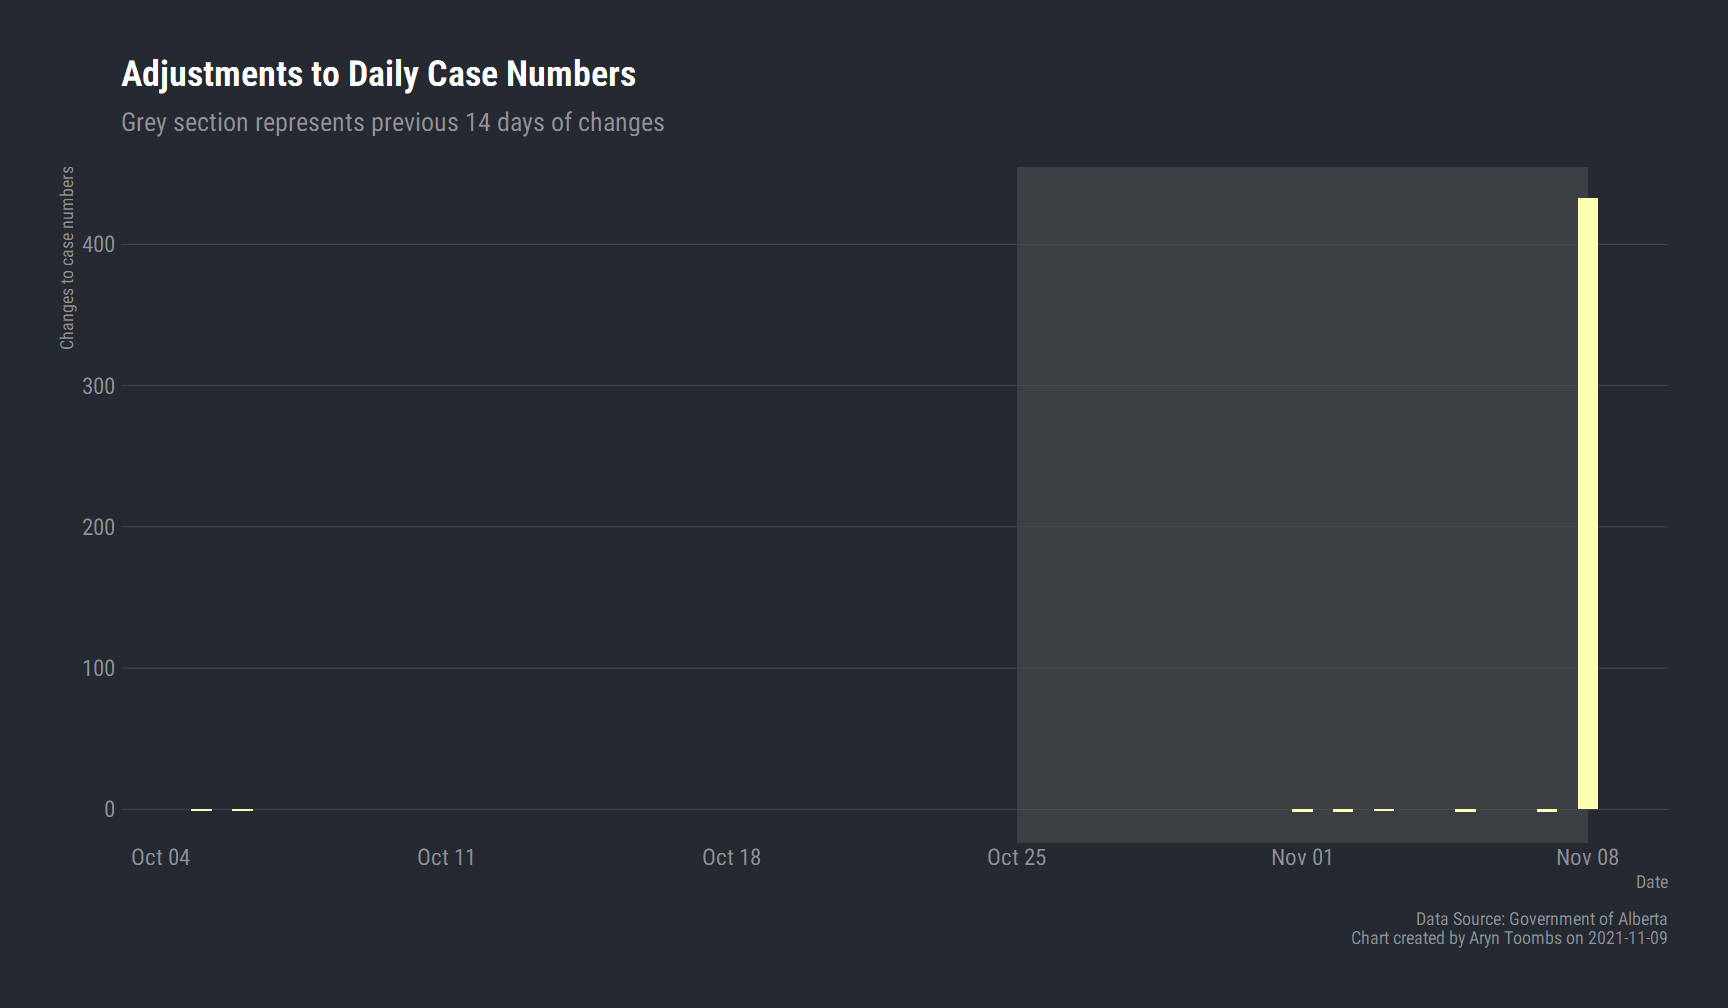 Adjustments to Daily Case Numbers
Grey section represents previous 14 days of changes
Changes to case numbers
400
300
200
100
0
Oct 04
Oct 11
Oct 18
Oct 25
Nov 01
Nov 08
Date
Data Source: Government of Alberta
Chart created by Aryn Toombs on 2021-11-09